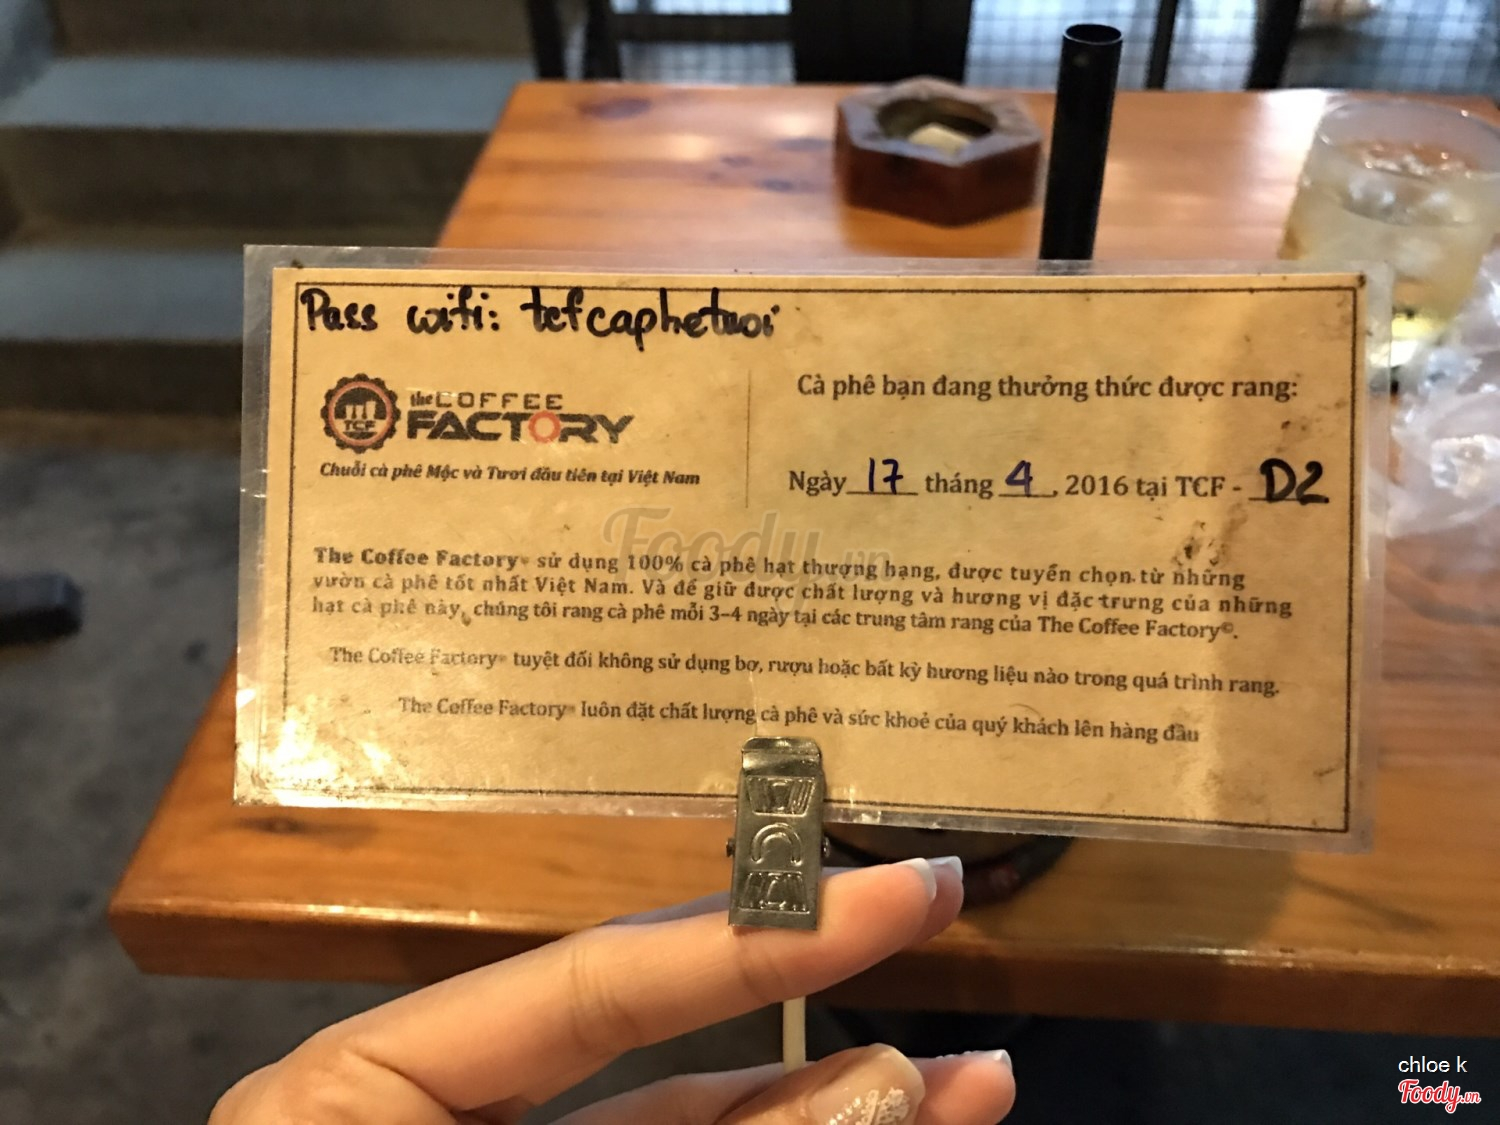 Pass wifi: tcfcaphetuoi
TCF
the COFFEE
FACTORY
Chuỗi cà phê Mộc và Tươi đầu tiên tại Việt Nam
Cà phê bạn đang thưởng thức được rang:
Ngày 17 tháng 4, 2016 tại TCF - D2
The Coffee Factory® sử dụng 100% cà phê hạt thượng hạng, được tuyển chọn từ những
vườn cà phê tốt nhất Việt Nam. Và để giữ được chất lượng và hương vị đặc trưng của những
hạt cà phê này, chúng tôi rang cà phê mỗi 3-4 ngày tại các trung tâm rang của The Coffee Factory©.
The Coffee Factory® tuyệt đối không sử dụng bơ, rượu hoặc bất kỳ hương liệu nào trong quá trình rang.
The Coffee Factory® luôn đặt chất lượng cà phê và sức khoẻ của quý khách lên hàng đầu
Foody.vn
chloe k
Foody.vn